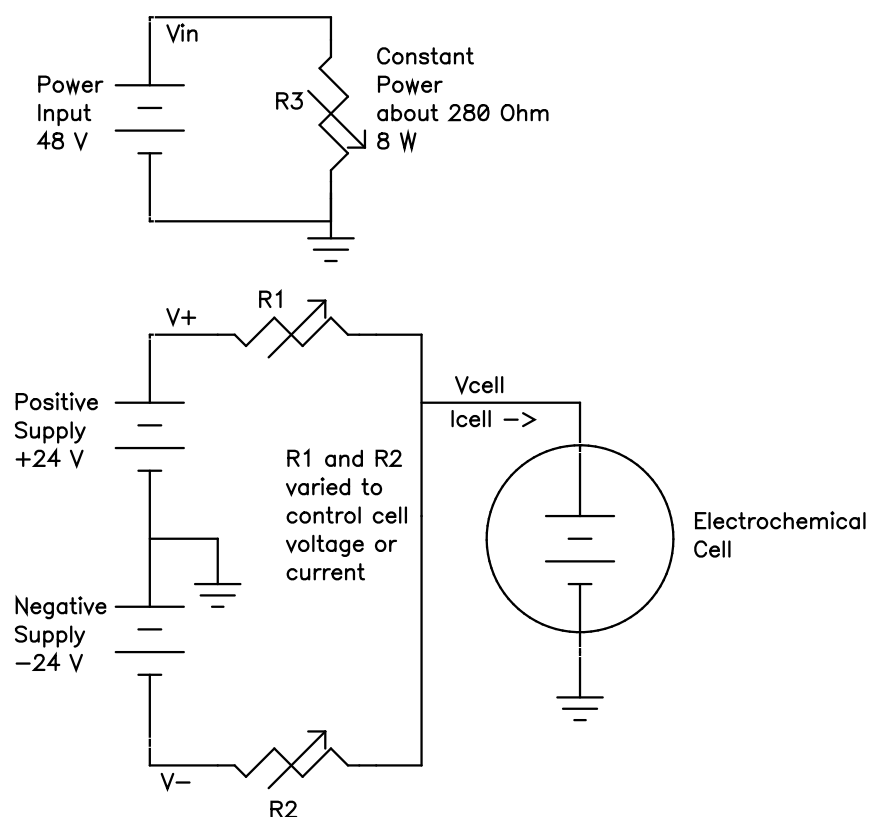 Vin
Power
Input
48 V
R3
Constant
Power
about 280 Ohm
8 W
R1
V+
Positive
Supply
+24 V
Vcell
Icell –>
R1 and R2
varied to
control cell
voltage or
current
Electrochemical
Cell
Negative
Supply
–24 V
V–
R2